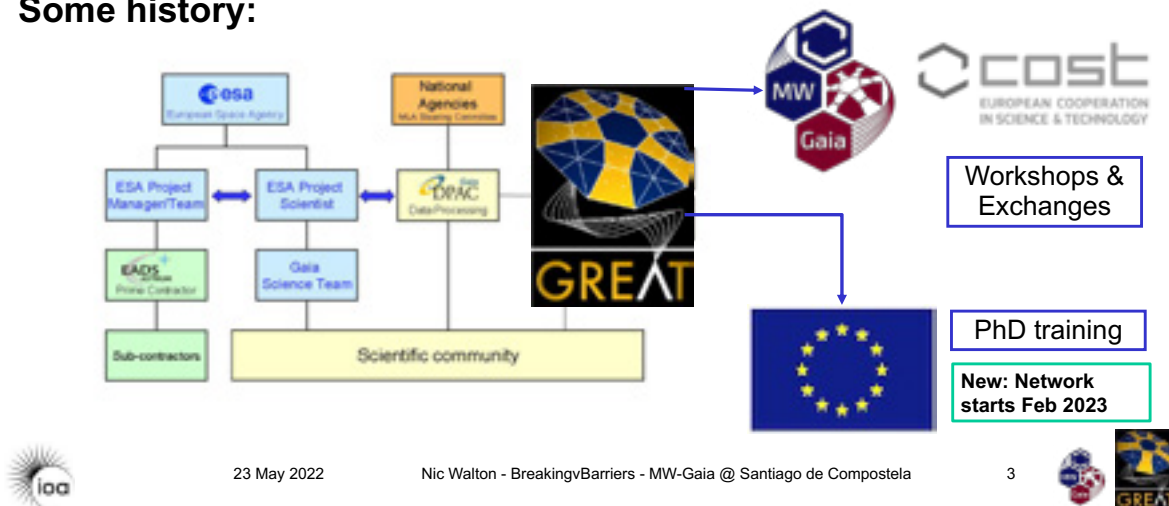 Some history:
esa
European Space Agency
National
Agencies
ESA Project
Manager/Team
ESA Project
Scientist
DPAC
Data Processing
EADS
Prime Contractor
Gaia
Science Team
Sub-contractors
Scientific community
GREAT
MW
Gaia
cost
EUROPEAN COOPERATION
IN SCIENCE & TECHNOLOGY
Workshops &
Exchanges
PhD training
New: Network
starts Feb 2023
ioa
23 May 2022
Nic Walton - BreakingvBarriers - MW-Gaia @ Santiago de Compostela
3
MW
Gaia
GREAT